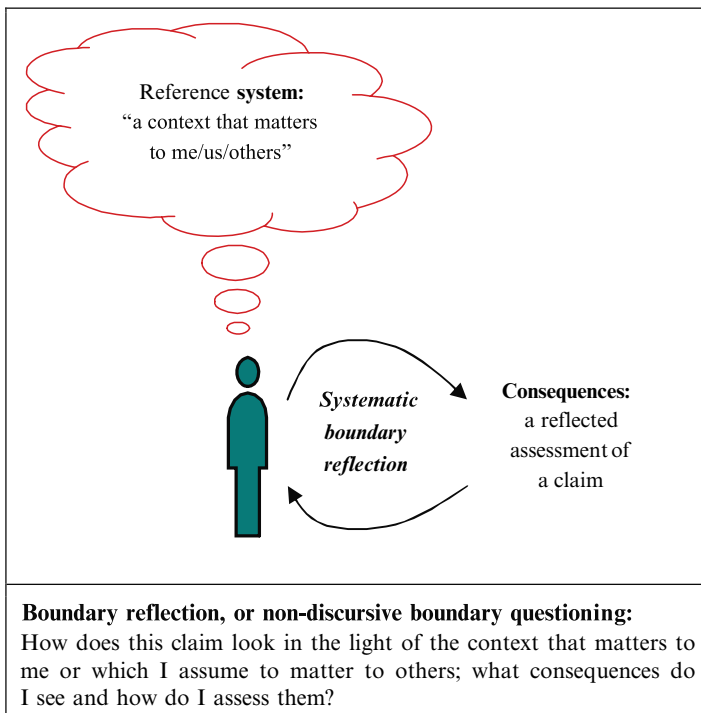 Reference system:
“a context that matters
to me/us/others”
Systematic
boundary
reflection
Consequences:
a reflected
assessment of
a claim
Boundary reflection, or non-discursive boundary questioning:
How does this claim look in the light of the context that matters to
me or which I assume to matter to others; what consequences do
I see and how do I assess them?